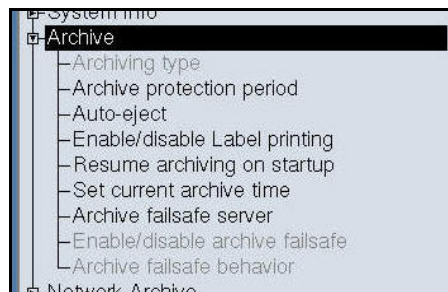 System Info
Archive
Archiving type
Archive protection period
Auto-eject
Enable/disable Label printing
Resume archiving on startup
Set current archive time
Archive failsafe server
Enable/disable archive failsafe
Archive failsafe behavior
Network Archive